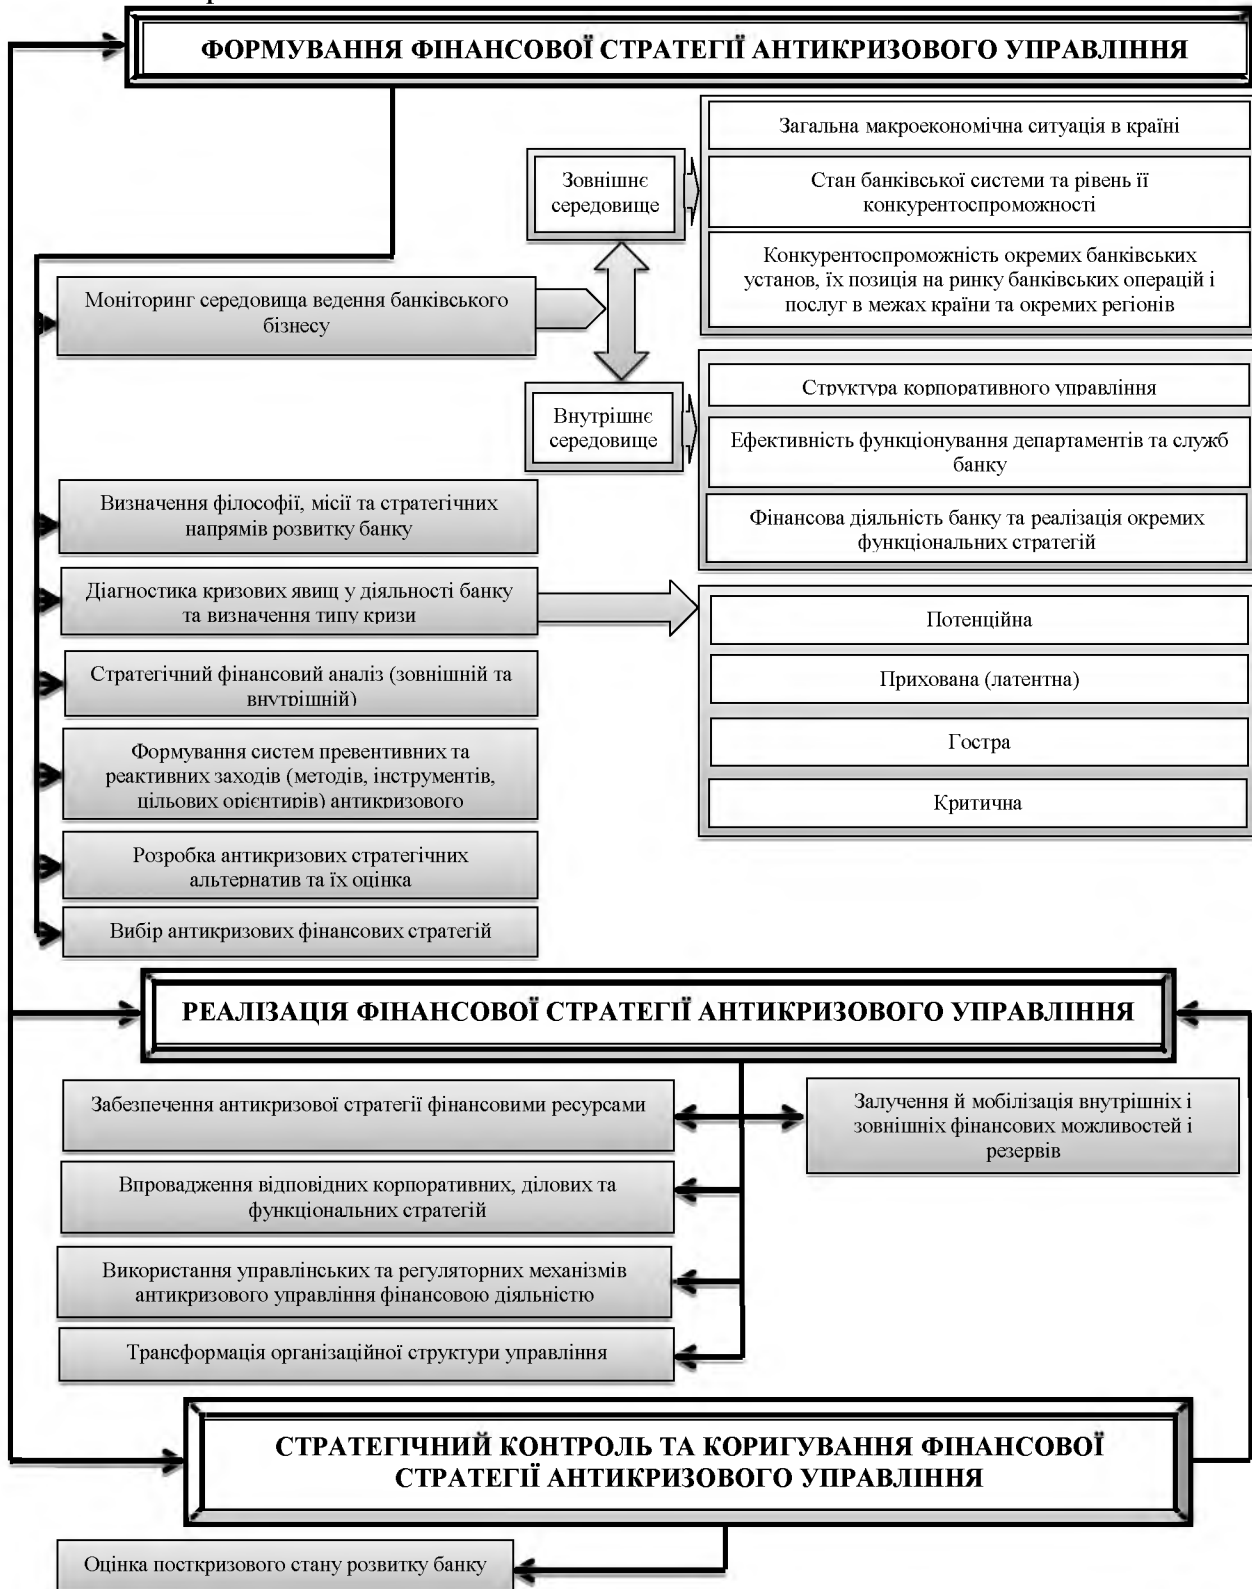 ФОРМУВАННЯ ФІНАНСОВОЇ СТРАТЕГІЇ АНТИКРИЗОВОГО УПРАВЛІННЯ
Загальна макроекономічна ситуація в країні
Зовнішнє
середовище
Стан банківської системи та рівень її
конкурентоспроможності
Конкурентоспроможність окремих банківських
установ, їх позиція на ринку банківських операцій і
послуг в межах країни та окремих регіонів
Моніторинг середовища ведення банківського
бізнесу
Внутрішнє
середовище
Структура корпоративного управління
Ефективність функціонування департаментів та служб
банку
Фінансова діяльність банку та реалізація окремих
функціональних стратегій
Визначення філософії, місії та стратегічних
напрямів розвитку банку
Діагностика кризових явищ у діяльності банку
та визначення типу кризи
Потенційна
Прихована (латентна)
Гостра
Критична
Стратегічний фінансовий аналіз (зовнішній та
внутрішній)
Формування систем превентивних та
реактивних заходів (методів, інструментів,
цільових орієнтирів) антикризового
Розробка антикризових стратегічних
альтернатив та їх оцінка
Вибір антикризових фінансових стратегій
РЕАЛІЗАЦІЯ ФІНАНСОВОЇ СТРАТЕГІЇ АНТИКРИЗОВОГО УПРАВЛІННЯ
Забезпечення антикризової стратегії фінансовими ресурсами
Залучення й мобілізація внутрішніх і
зовнішніх фінансових можливостей і
резервів
Впровадження відповідних корпоративних, ділових та
функціональних стратегій
Використання управлінських та регуляторних механізмів
антикризового управління фінансовою діяльністю
Трансформація організаційної структури управління
СТРАТЕГІЧНИЙ КОНТРОЛЬ ТА КОРИГУВАННЯ ФІНАНСОВОЇ
СТРАТЕГІЇ АНТИКРИЗОВОГО УПРАВЛІННЯ
Оцінка посткризового стану розвитку банку